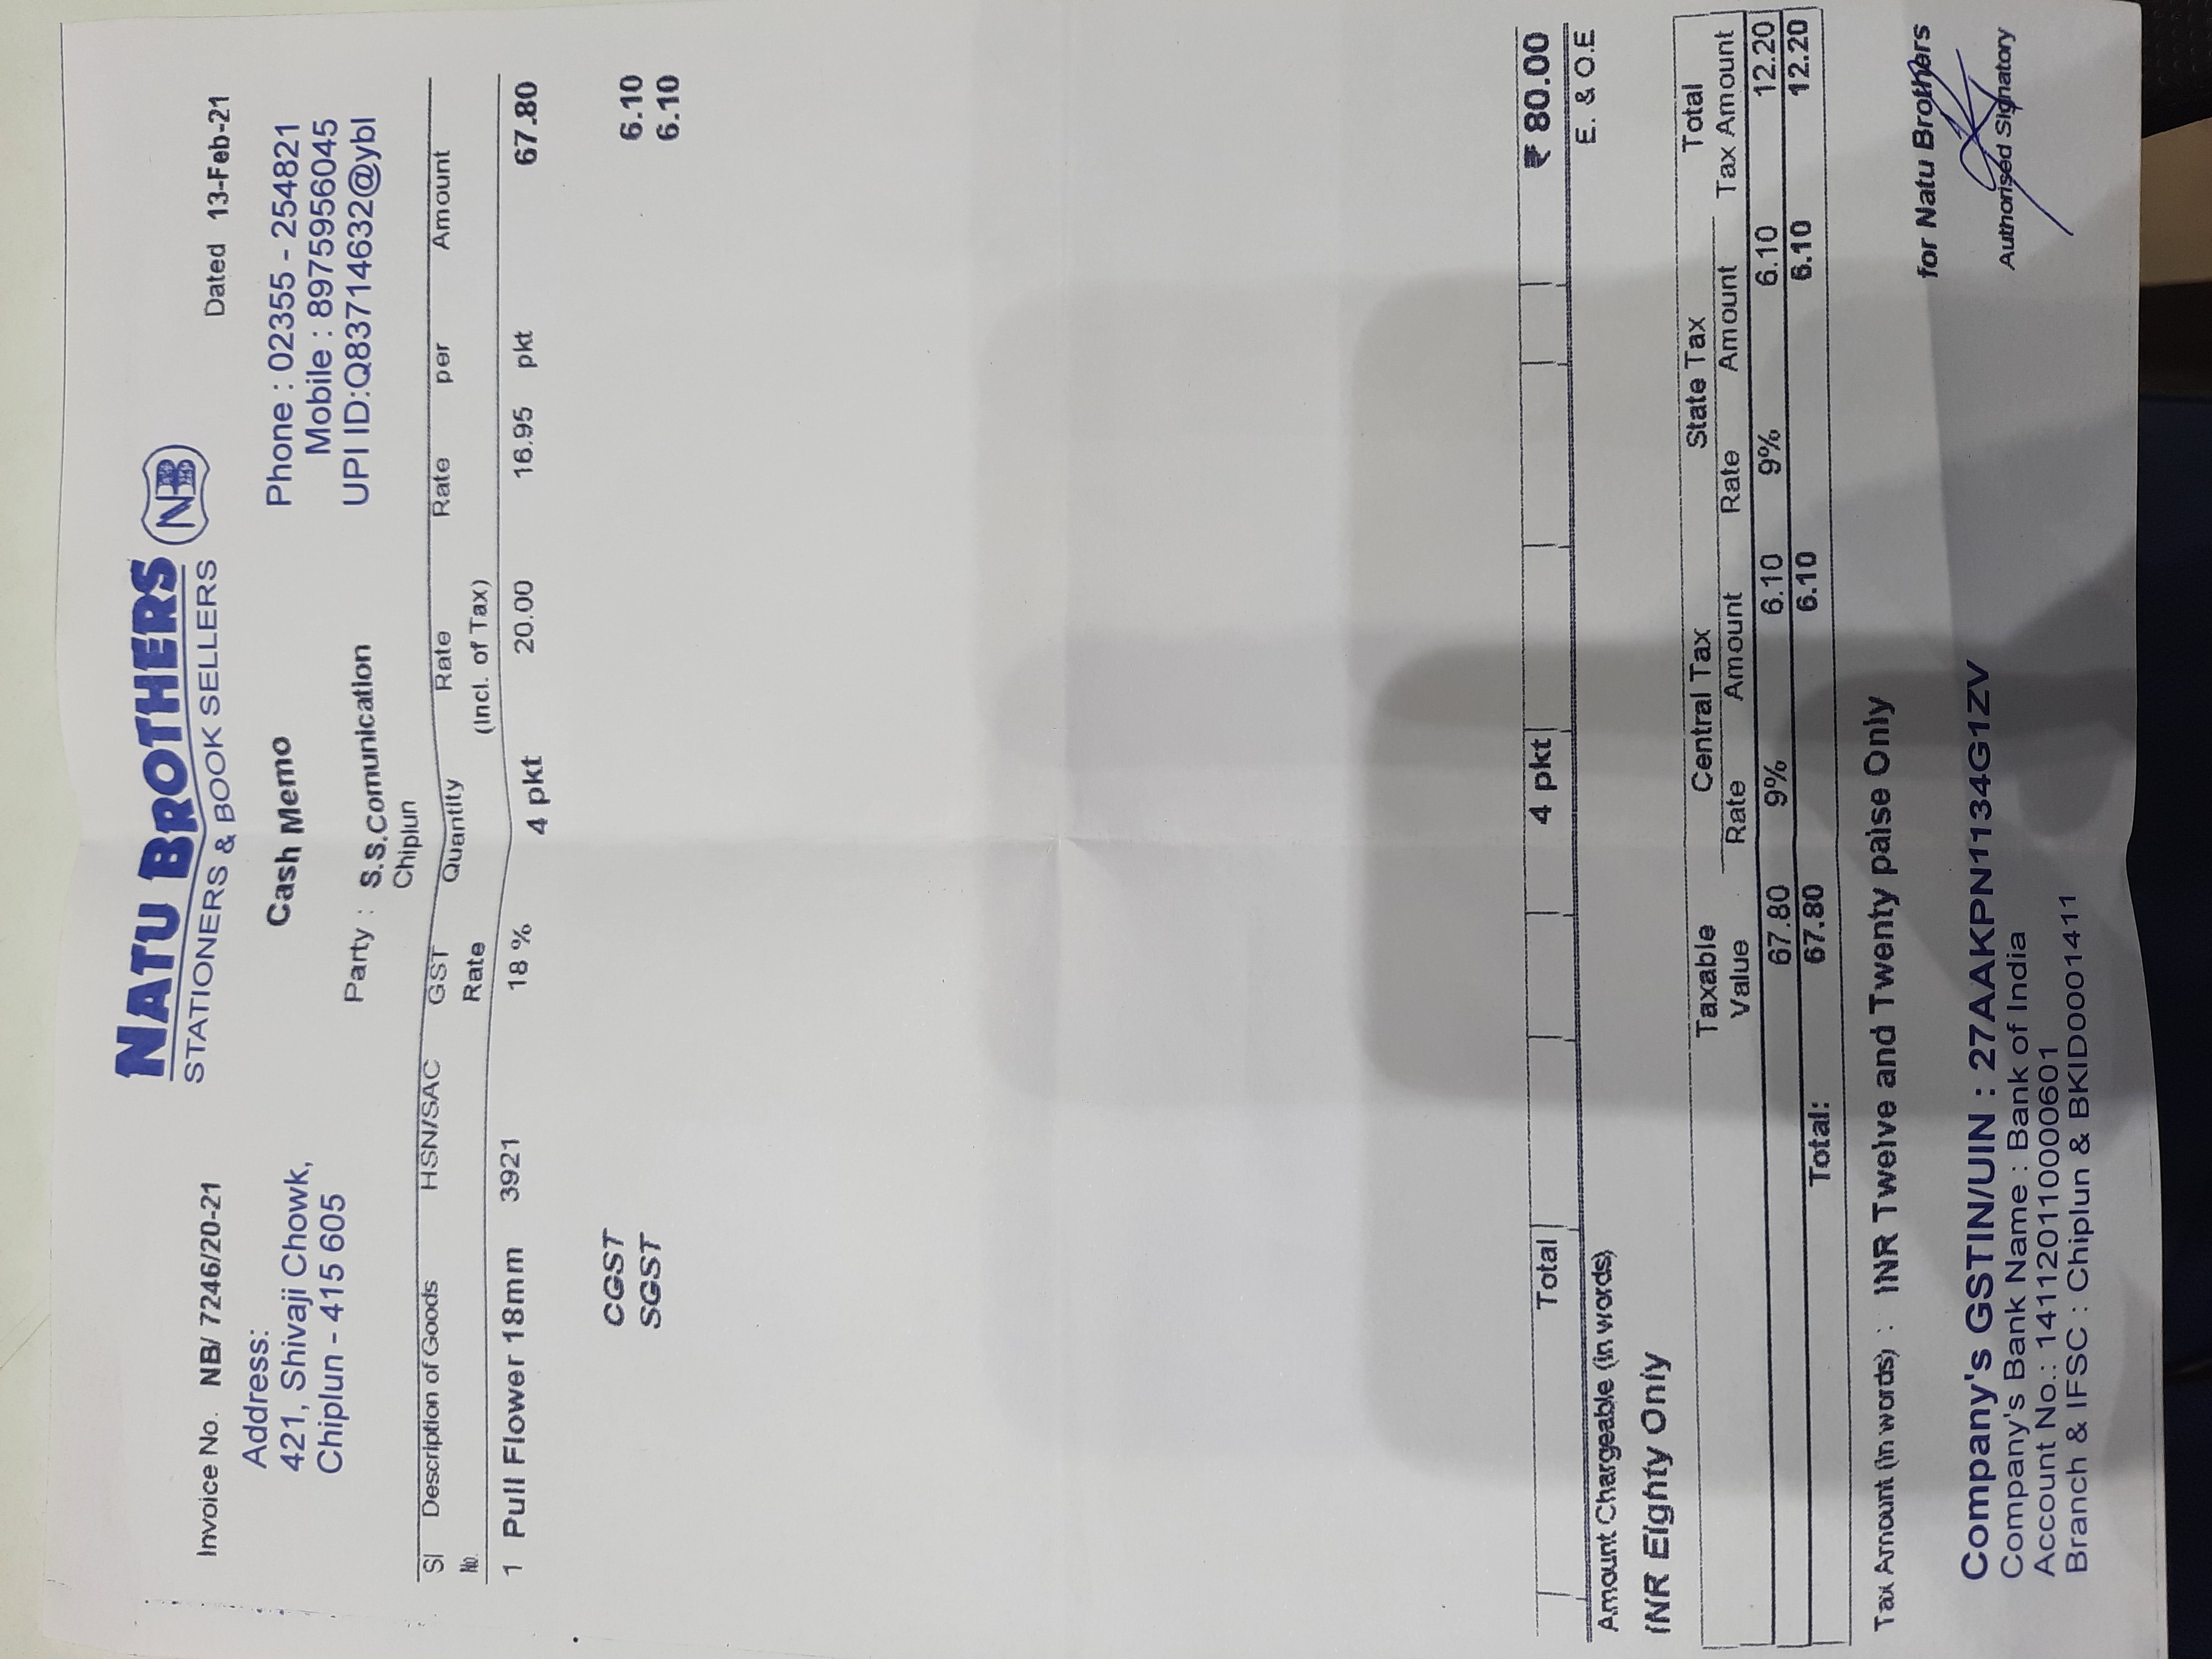 NATU BROTHERS NB
STATIONERS & BOOK SELLERS
Invoice No. NB/ 7246/20-21
Dated 13-Feb-21
Address:
421, Shivaji Chowk,
Chiplun - 415 605
Cash Memo
Phone : 02355 - 254821
Mobile : 8975956045
UPI ID:Q83714632@ybl
Party : S.S.Comunication
Chiplun
Sl No. Description of Goods HSN/SAC GST Rate Quantity Rate (Incl. of Tax) Rate per Amount
1 Pull Flower 18mm 3921 18 % 4 pkt 20.00 16.95 pkt 67.80
CGST 6.10
SGST 6.10
Total 4 pkt ₹ 80.00
Amount Chargeable (in words) E. & O.E
INR Eighty Only
Taxable Central Tax State Tax Total
Value Rate Amount Rate Amount Tax Amount
67.80 9% 6.10 9% 6.10 12.20
Total: 67.80 6.10 6.10 12.20
Tax Amount (in words) : INR Twelve and Twenty paise Only
for Natu Brothers
Authorised Signatory
Company's GSTIN/UIN : 27AAKPN1134G1ZV
Company's Bank Name : Bank of India
Account No.: 141120110000601
Branch & IFSC : Chiplun & BKID0001411